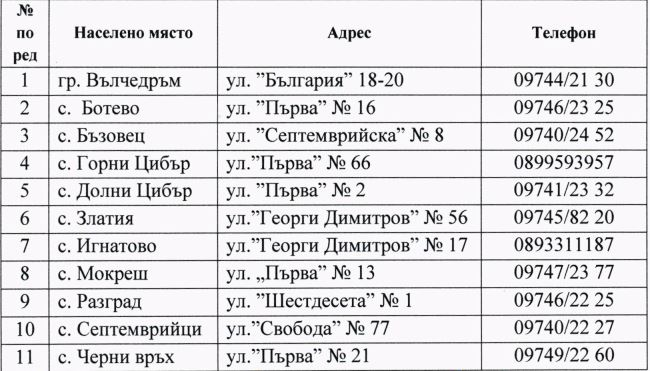 № по ред Населено място Адрес Телефон
1 гр. Вълчедръм ул. ”България” 18-20 09744/21 30
2 с. Ботево ул. ”Първа” № 16 09746/23 25
3 с. Бъзовец ул. ”Септемврийска” № 8 09740/24 52
4 с. Горни Цибър ул.”Първа” № 66 0899593957
5 с. Долни Цибър ул. ”Първа” № 2 09741/23 32
6 с. Златия ул.”Георги Димитров” № 56 09745/82 20
7 с. Игнатово ул.”Георги Димитров” № 17 0893311187
8 с. Мокреш ул. „Първа” № 13 09747/23 77
9 с. Разград ул. ”Шестдесета” № 1 09746/22 25
10 с. Септемврийци ул.”Свобода” № 77 09740/22 27
11 с. Черни връх ул.”Първа” № 21 09749/22 60